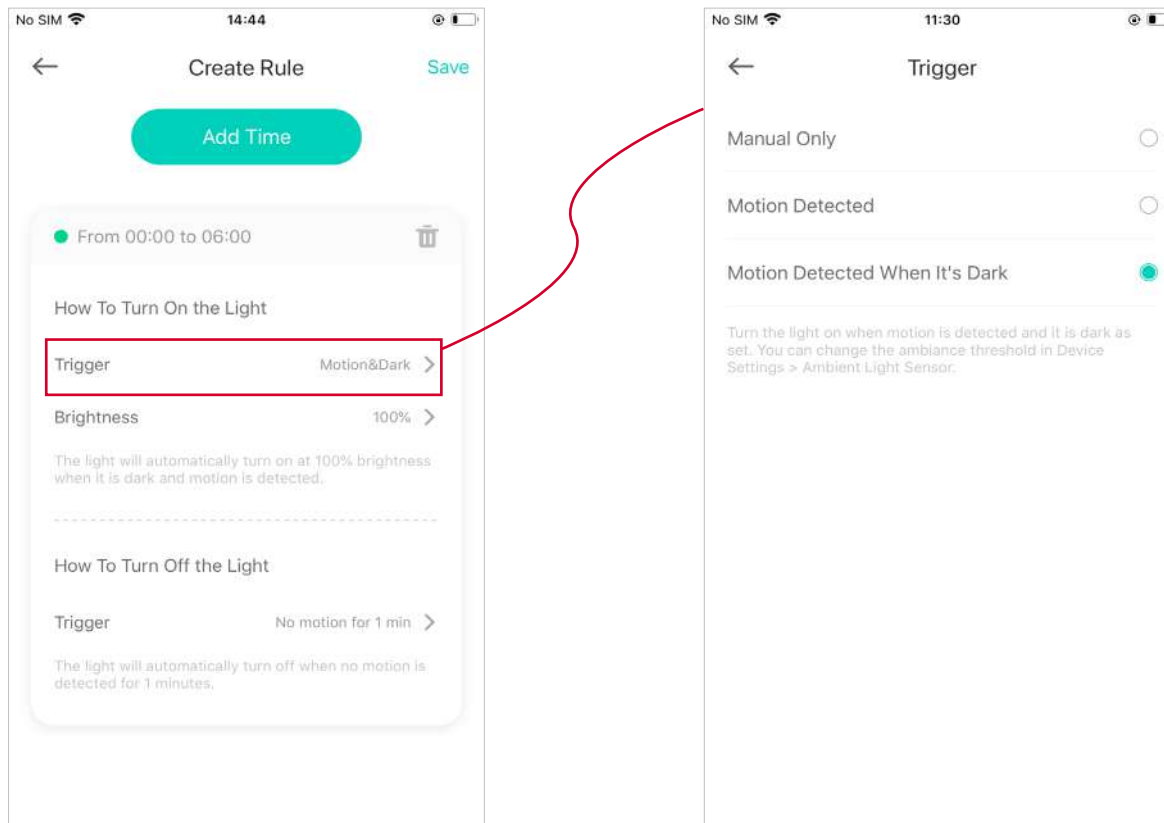 No SIM 14:44
Create Rule Save
Add Time
From 00:00 to 06:00
How To Turn On the Light
Trigger Motion&Dark
Brightness 100%
The light will automatically turn on at 100% brightness
when it is dark and motion is detected.
How To Turn Off the Light
Trigger No motion for 1 min
The light will automatically turn off when no motion is
detected for 1 minutes.
No SIM 11:30
Trigger
Manual Only
Motion Detected
Motion Detected When It's Dark
Turn the light on when motion is detected and it is dark as
set. You can change the ambiance threshold in Device
Settings > Ambient Light Sensor.